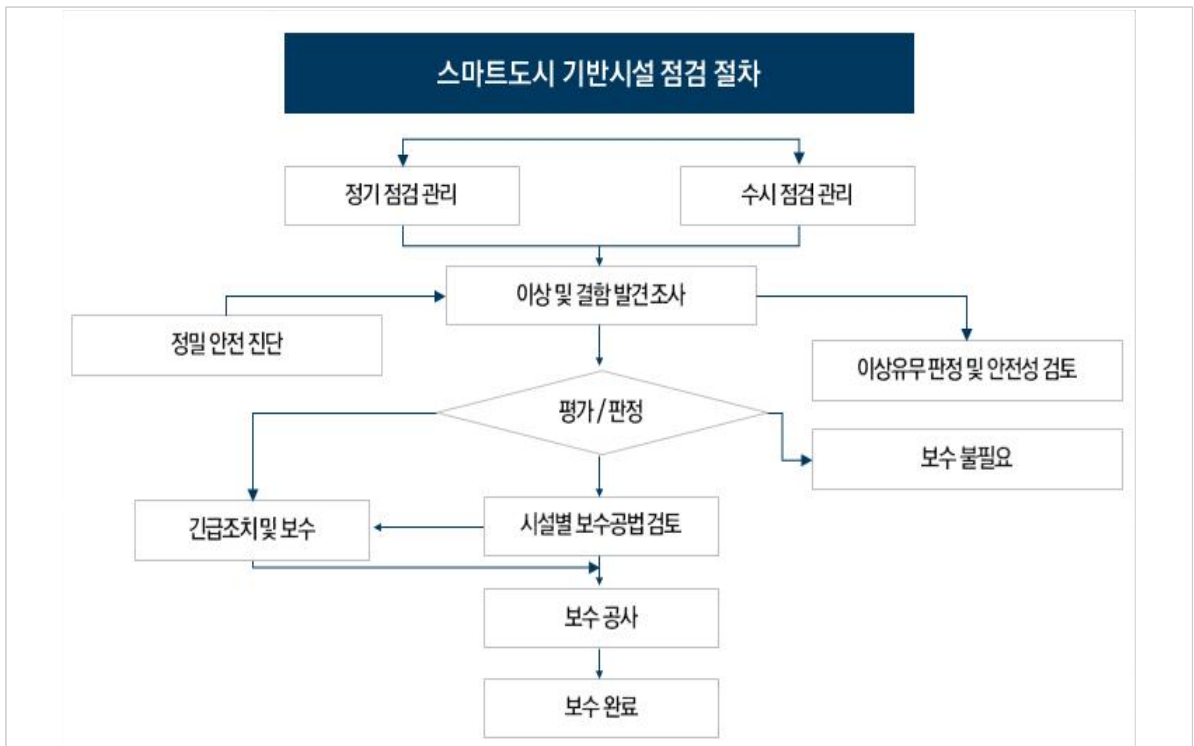 스마트도시 기반시설 점검 절차
정기 점검 관리
수시 점검 관리
이상 및 결함 발견 조사
정밀 안전 진단
이상유무 판정 및 안전성 검토
평가 / 판정
보수 불필요
긴급조치 및 보수
시설별 보수공법 검토
보수 공사
보수 완료